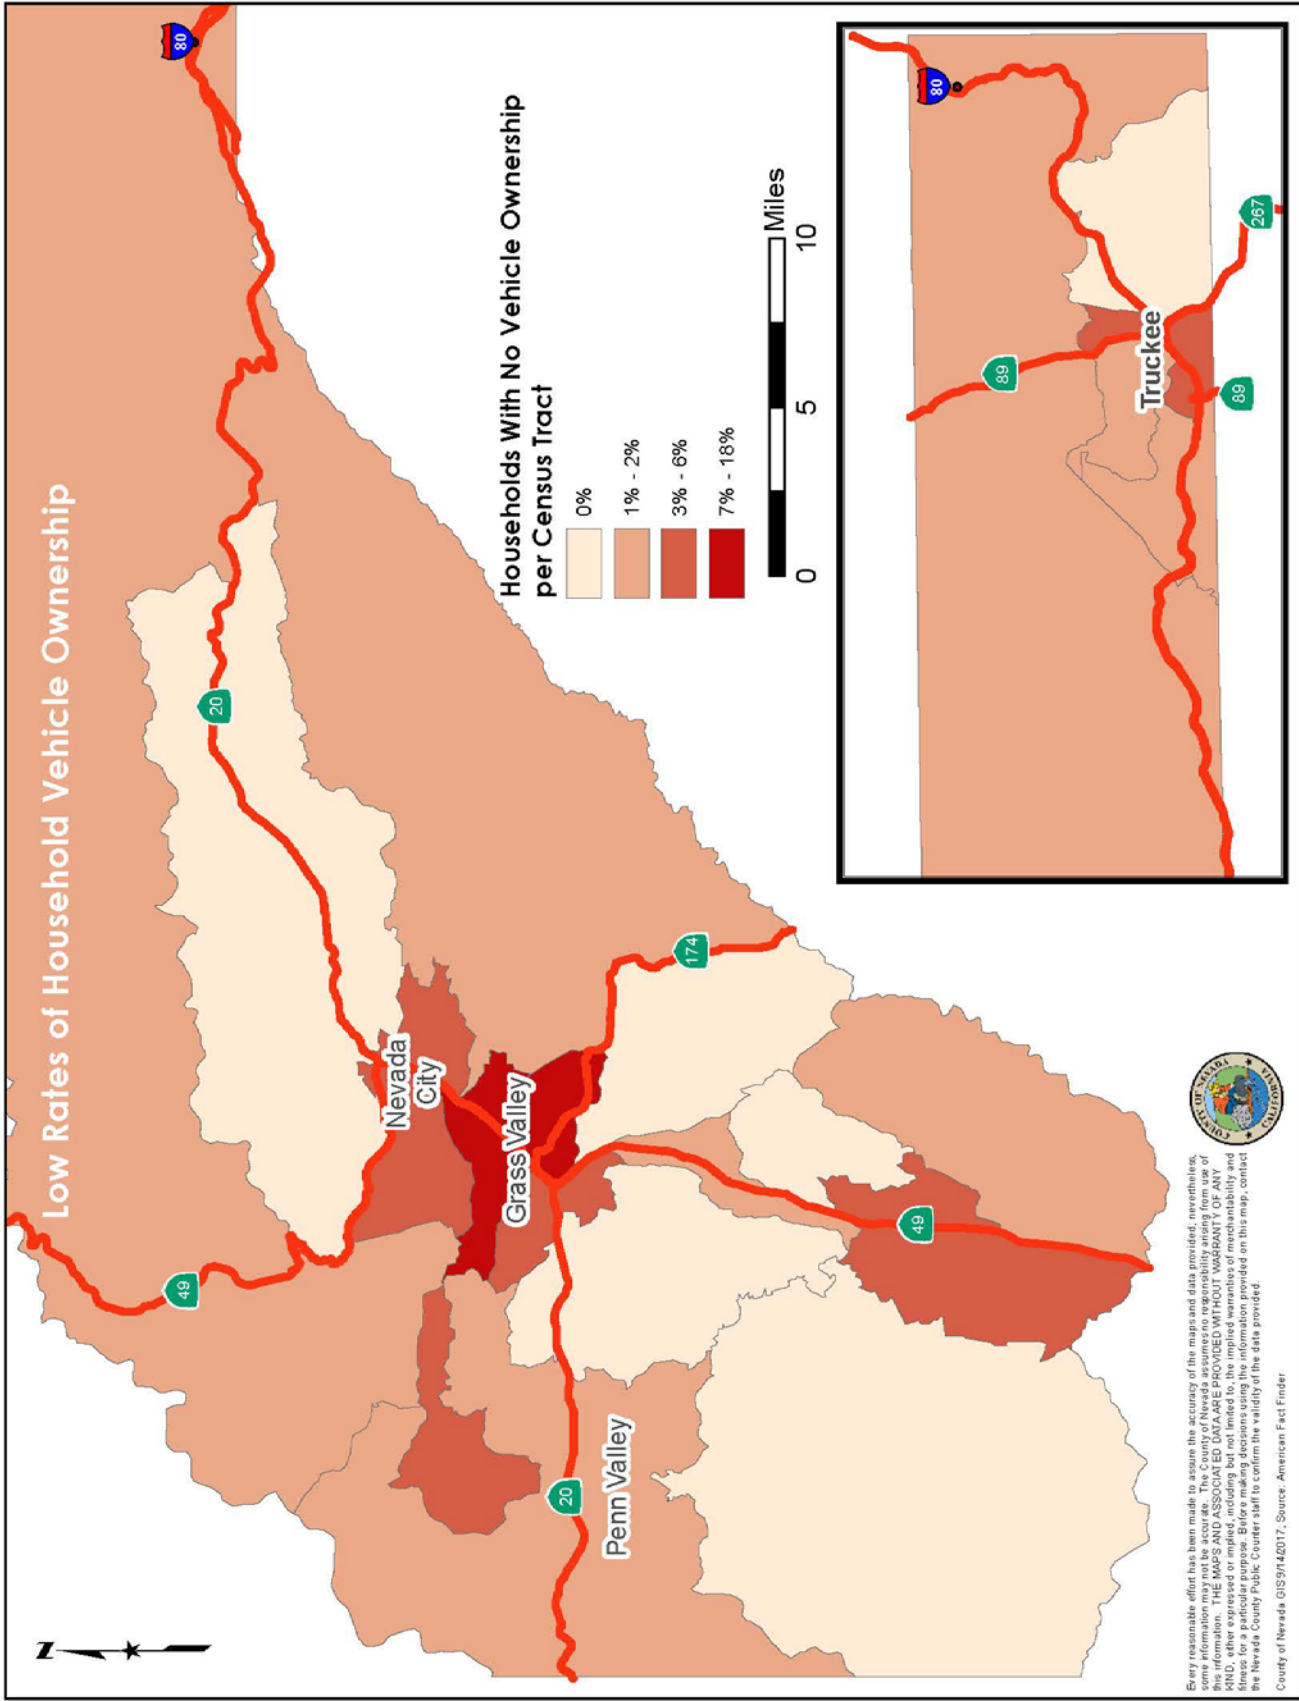 Low Rates of Household Vehicle Ownership
N
80
20
49
Nevada
City
Grass Valley
174
20
Penn Valley
49
Households With No Vehicle Ownership
per Census Tract
0%
1% - 2%
3% - 6%
7% - 18%
0 5 10 Miles
80
89
Truckee
89
267
COUNTY OF NEVADA
CALIFORNIA
Every reasonable effort has been made to assure the accuracy of the maps and data provided; nevertheless,
some information may not be accurate. The County of Nevada assumes no responsibility arising from use of
this information. THE MAPS AND ASSOCIATED DATA ARE PROVIDED WITHOUT WARRANTY OF ANY
KIND, either expressed or implied, including but not limited to, the implied warranties of merchantability and
fitness for a particular purpose. Before making decisions using the information provided on this map, contact
the Nevada County Public Counter staff to confirm the validity of the data provided.
County of Nevada GIS 9/14/2017; Source: American Fact Finder